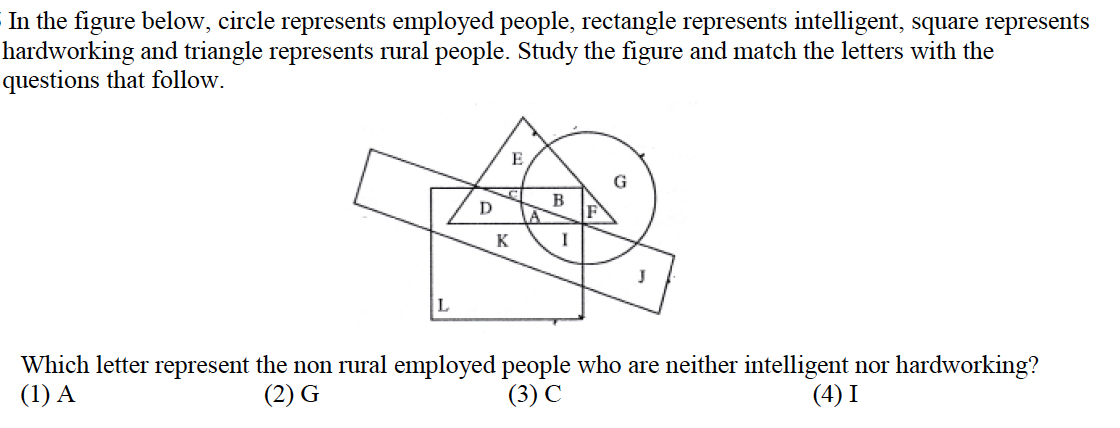 In the figure below, circle represents employed people, rectangle represents intelligent, square represents
hardworking and triangle represents rural people. Study the figure and match the letters with the
questions that follow.
E
G
C
B
D
A
F
K
I
J
L
Which letter represent the non rural employed people who are neither intelligent nor hardworking?
(1) A (2) G (3) C (4) I